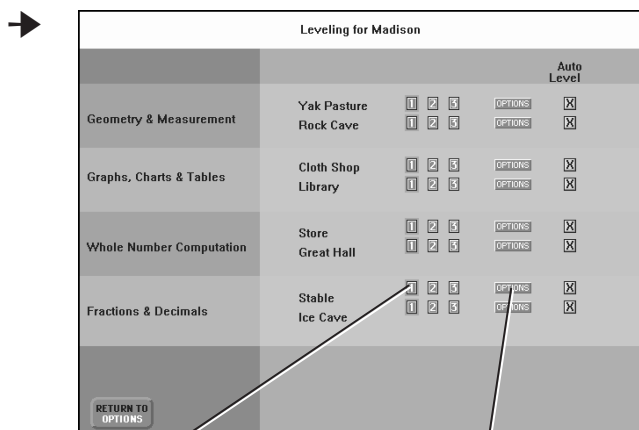 Leveling for Madison
Auto
Level
Geometry & Measurement
Yak Pasture 1 2 3 OPTIONS X
Rock Cave 1 2 3 OPTIONS X
Graphs, Charts & Tables
Cloth Shop 1 2 3 OPTIONS X
Library 1 2 3 OPTIONS X
Whole Number Computation
Store 1 2 3 OPTIONS X
Great Hall 1 2 3 OPTIONS X
Fractions & Decimals
Stable 1 2 3 OPTIONS X
Ice Cave 1 2 3 OPTIONS X
RETURN TO
OPTIONS